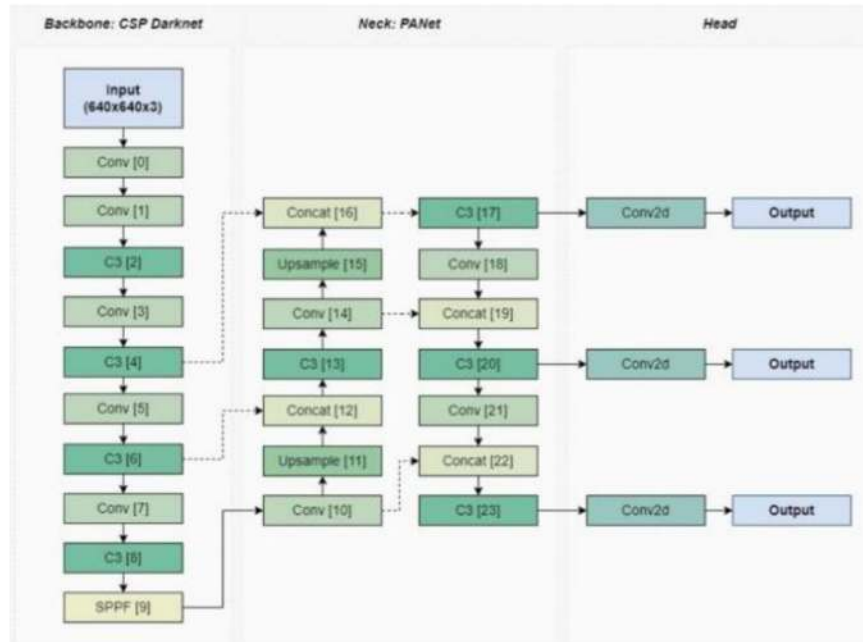 Backbone: CSP Darknet
Neck: PANet
Head
Input
(640x640x3)
Conv [0]
Conv [1]
C3 [2]
Conv [3]
C3 [4]
Conv [5]
C3 [6]
Conv [7]
C3 [8]
SPPF [9]
Concat [16]
Upsample [15]
Conv [14]
C3 [13]
Concat [12]
Upsample [11]
Conv [10]
C3 [17]
Conv [18]
Concat [19]
C3 [20]
Conv [21]
Concat [22]
C3 [23]
Conv2d
Output
Conv2d
Output
Conv2d
Output